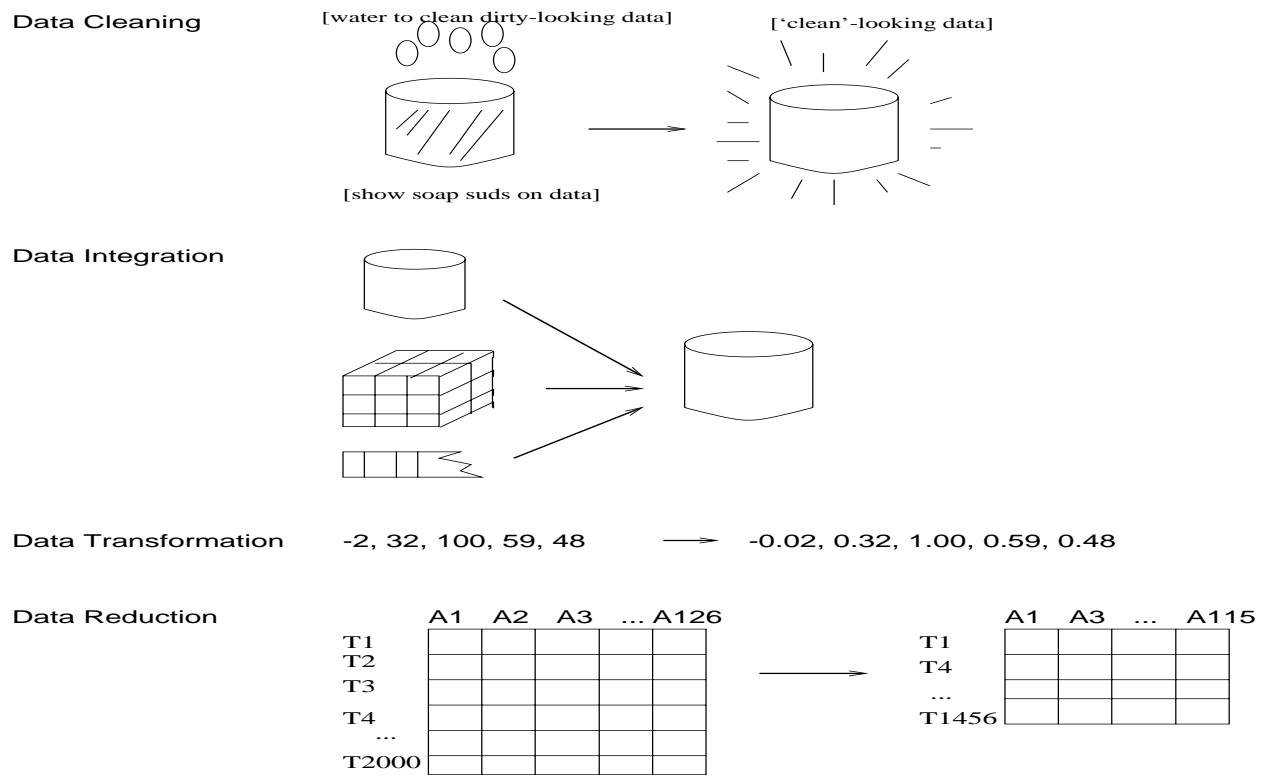 Data Cleaning
[water to clean dirty-looking data]
[‘clean’-looking data]
[show soap suds on data]
Data Integration
Data Transformation
-2, 32, 100, 59, 48
-0.02, 0.32, 1.00, 0.59, 0.48
Data Reduction
A1 A2 A3 ... A126
T1
T2
T3
T4
...
T2000
A1 A3 ... A115
T1
T4
...
T1456